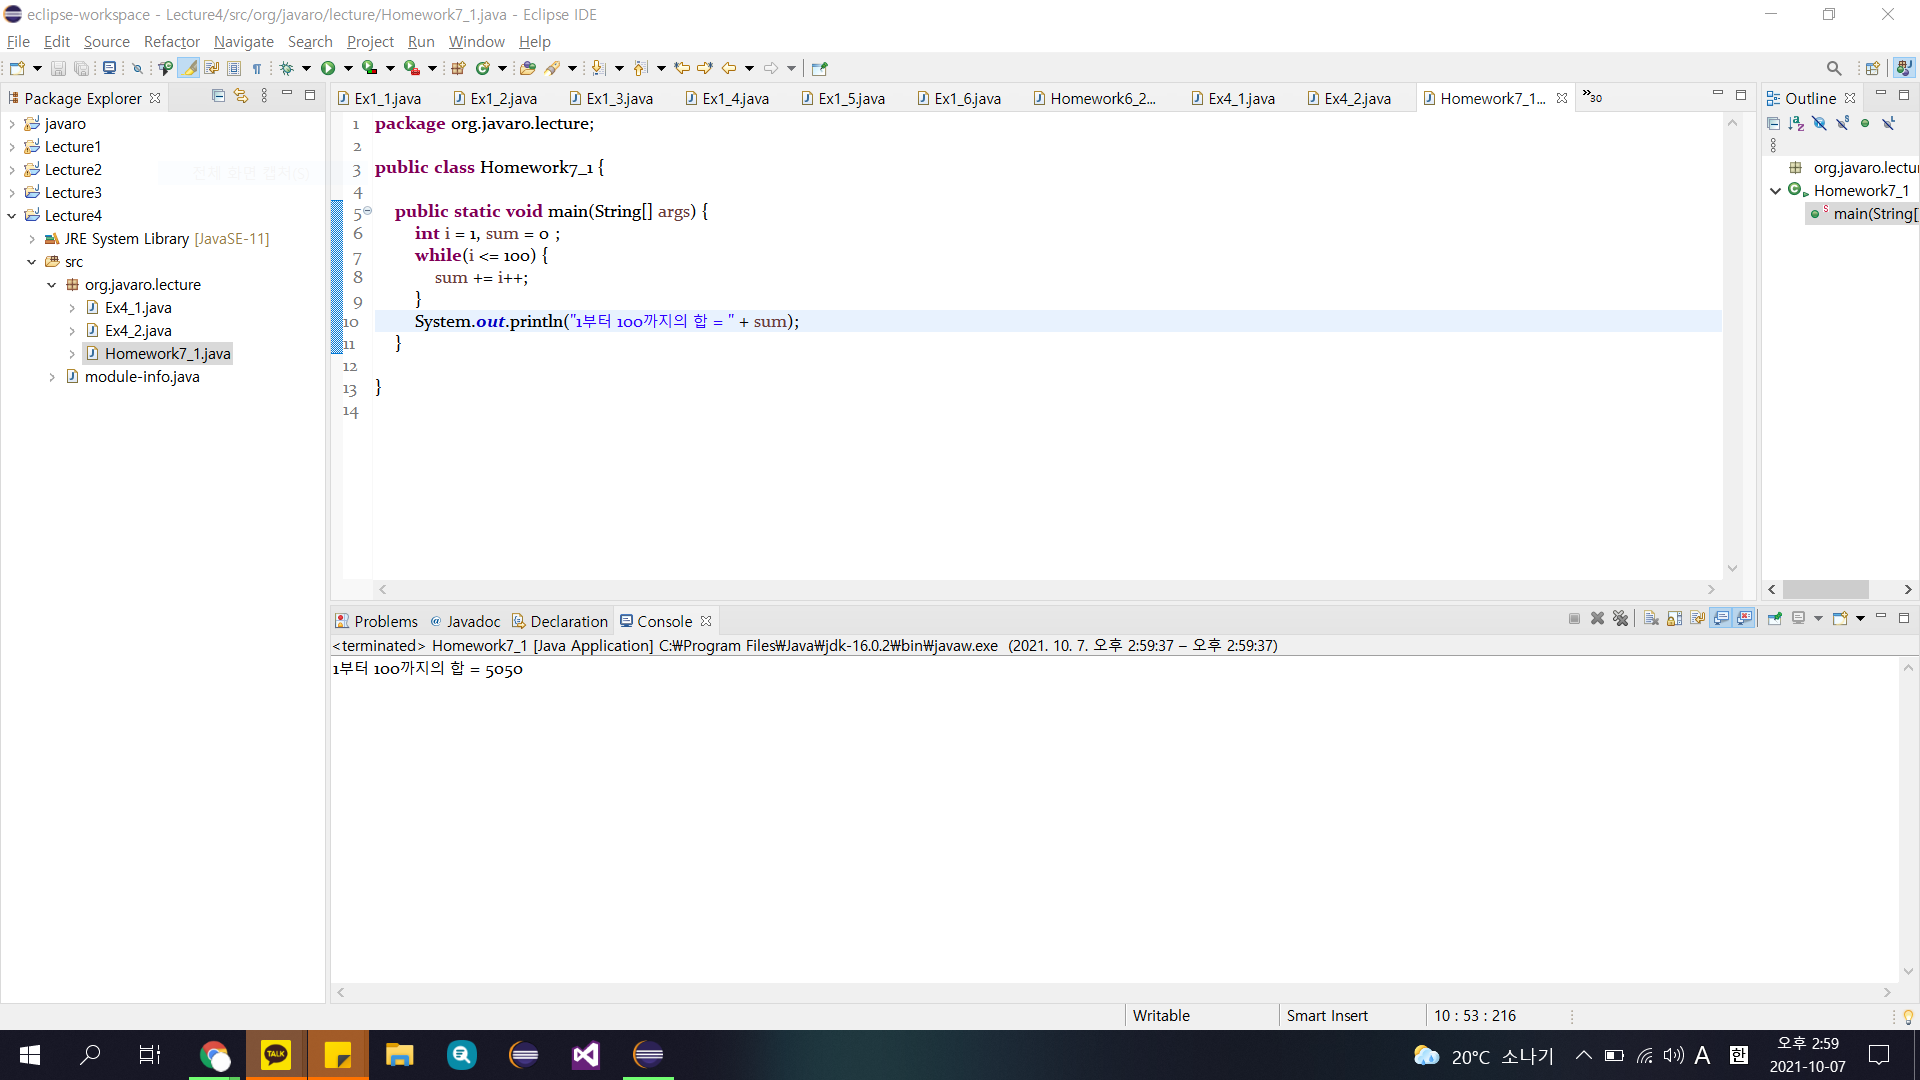 eclipse-workspace - Lecture4/src/org/javaro/lecture/Homework7_1.java - Eclipse IDE
File Edit Source Refactor Navigate Search Project Run Window Help
Package Explorer
javaro
Lecture1
Lecture2
Lecture3
Lecture4
JRE System Library [JavaSE-11]
src
org.javaro.lecture
Ex4_1.java
Ex4_2.java
Homework7_1.java
module-info.java
전체 화면 캡처(S)
Ex1_1.java Ex1_2.java Ex1_3.java Ex1_4.java Ex1_5.java Ex1_6.java Homework6_2... Ex4_1.java Ex4_2.java Homework7_1... »30
1 package org.javaro.lecture;
2
3 public class Homework7_1 {
4
5 public static void main(String[] args) {
6 int i = 1, sum = 0 ;
7 while(i <= 100) {
8 sum += i++;
9 }
10 System.out.println("1부터 100까지의 합 = " + sum);
11 }
12
13 }
14
Outline
org.javaro.lectu
Homework7_1
main(String[
Problems @ Javadoc Declaration Console
<terminated> Homework7_1 [Java Application] C:₩Program Files₩Java₩jdk-16.0.2₩bin₩javaw.exe (2021. 10. 7. 오후 2:59:37 – 오후 2:59:37)
1부터 100까지의 합 = 5050
Writable Smart Insert 10 : 53 : 216
TALK
20°C 소나기 A 한 오후 2:59
2021-10-07